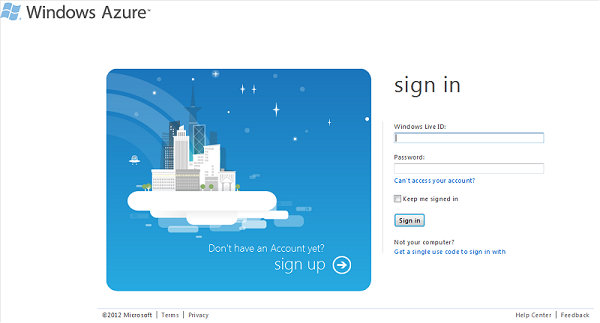 Windows Azure™
sign in
Windows Live ID:
Password:
Can't access your account?
Keep me signed in
Sign in
Not your computer?
Get a single use code to sign in with
Don't have an Account yet?
sign up
©2012 Microsoft | Terms | Privacy
Help Center | Feedback